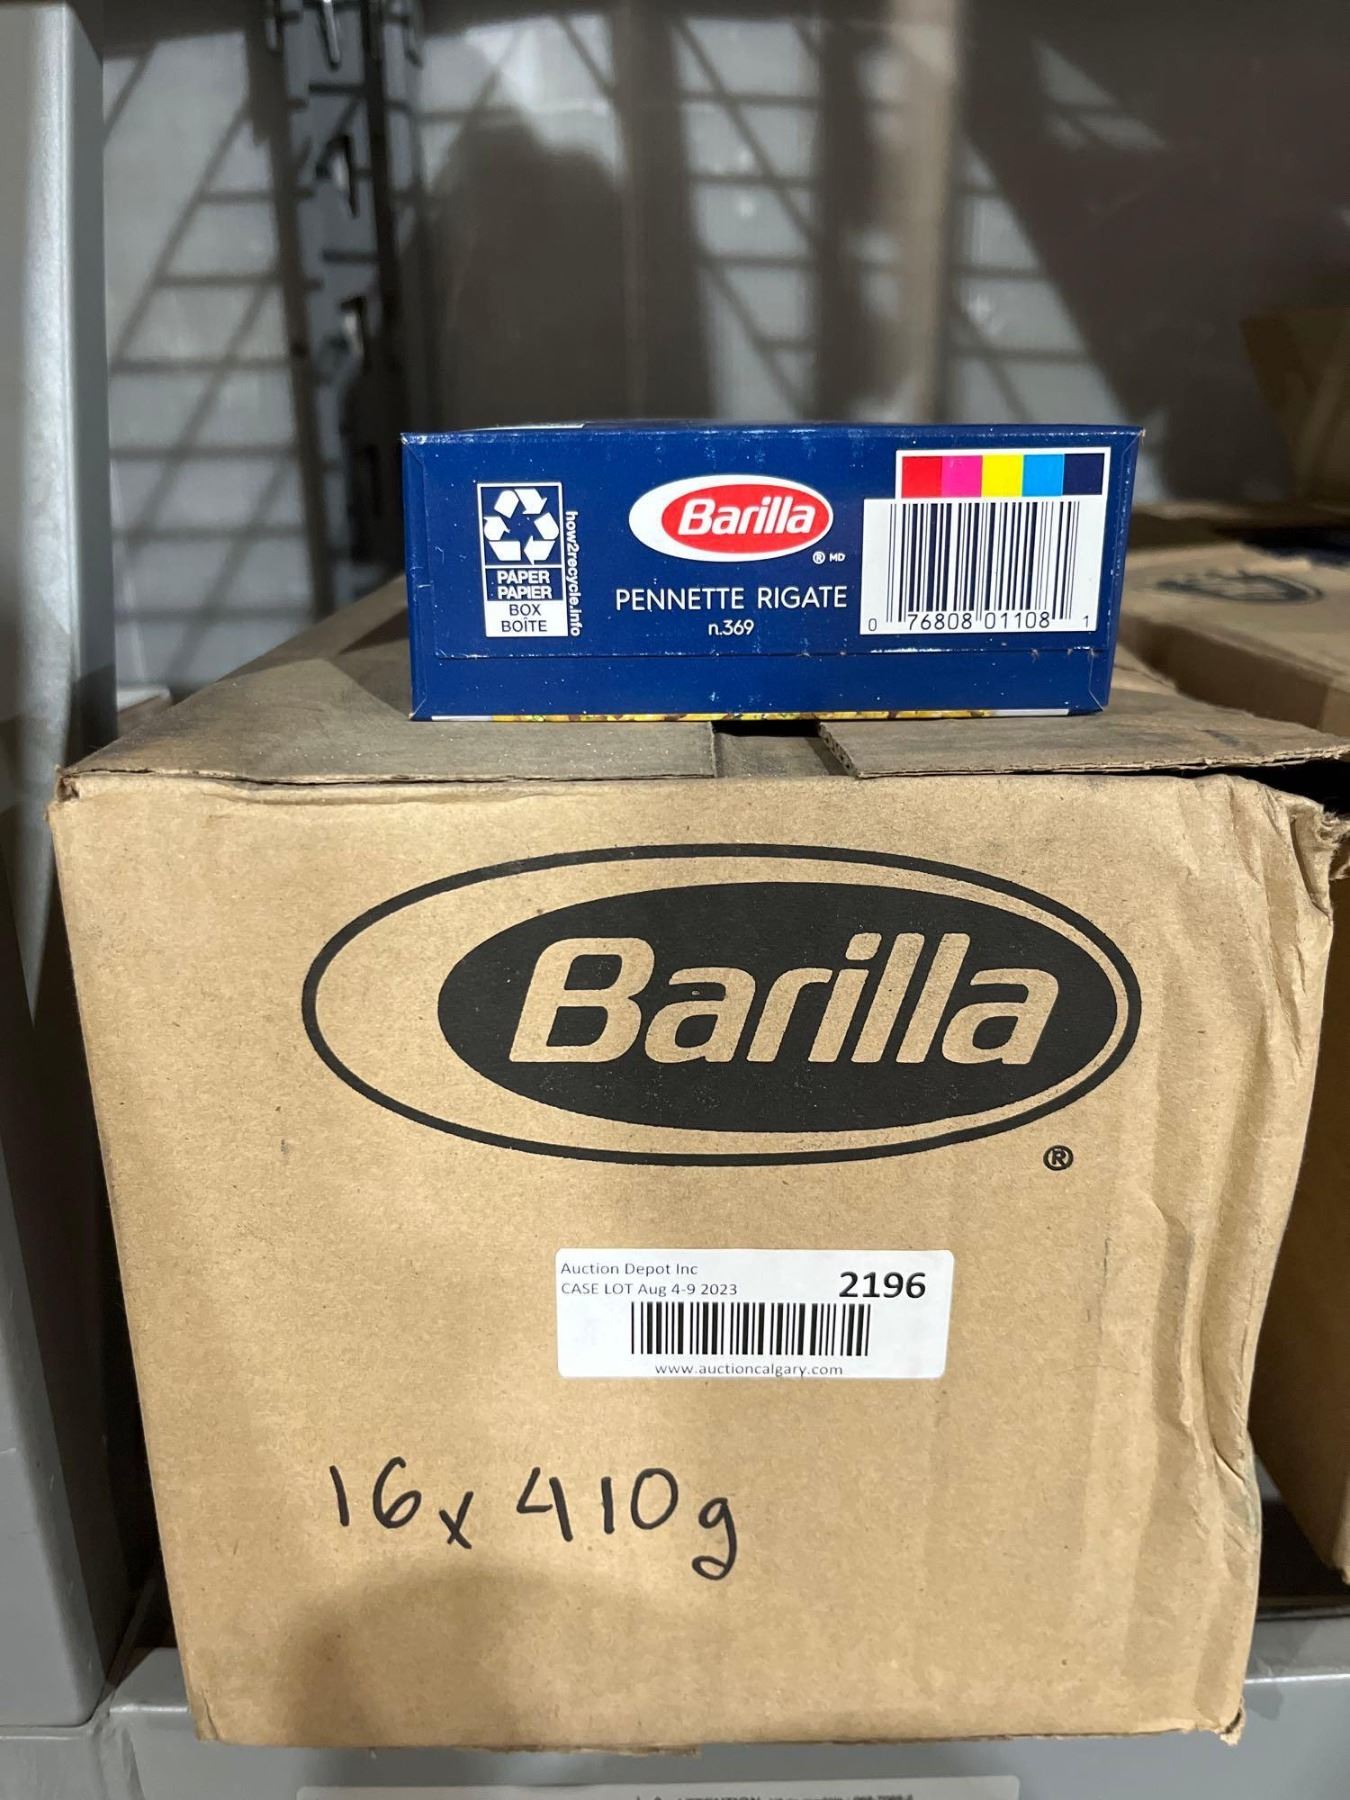 PAPER
PAPIER
BOX
BOÎTE
how2recycle.info
Barilla
® MD
PENNETTE RIGATE
n.369
0 76808 01108 1
Barilla
®
Auction Depot Inc
CASE LOT Aug 4-9 2023
2196
www.auctioncalgary.com
16x 410g